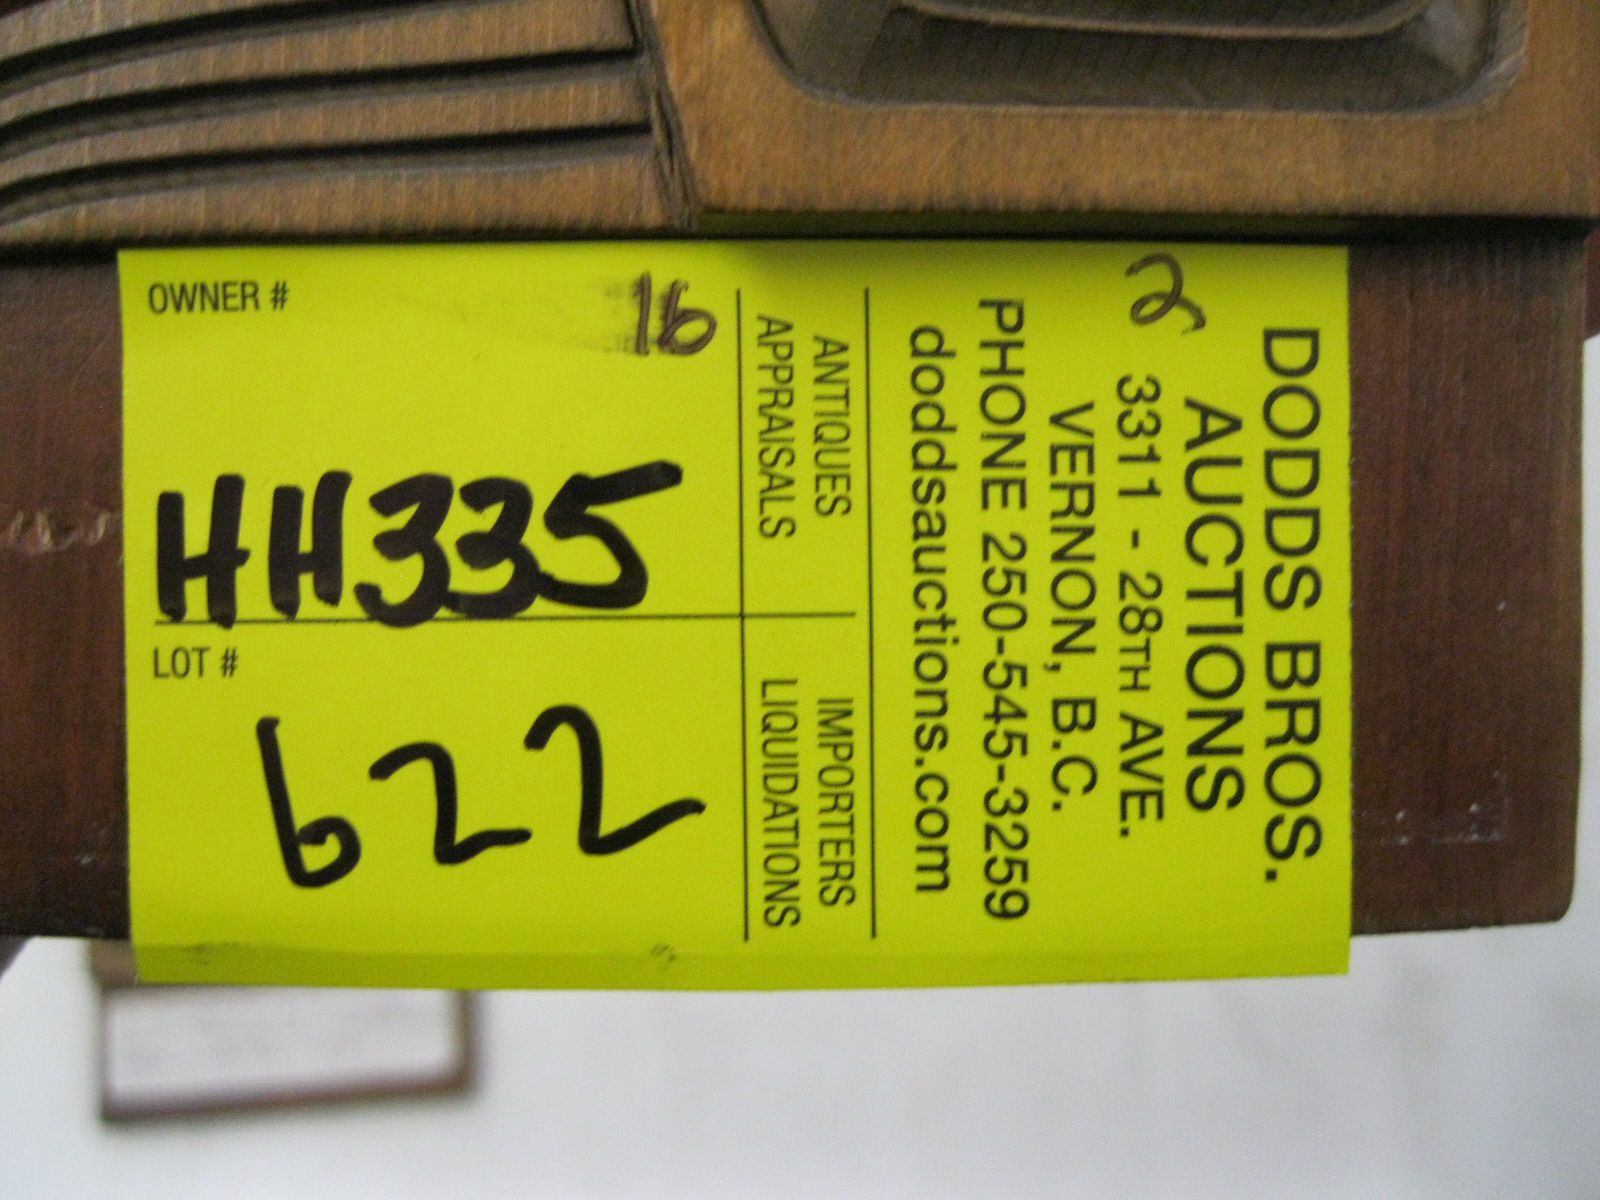 2
DODDS BROS.
AUCTIONS
3311 - 28TH AVE.
VERNON, B.C.
PHONE 250-545-3259
doddsauctions.com
ANTIQUES
APPRAISALS
IMPORTERS
LIQUIDATIONS
OWNER #
16
HH335
LOT #
622